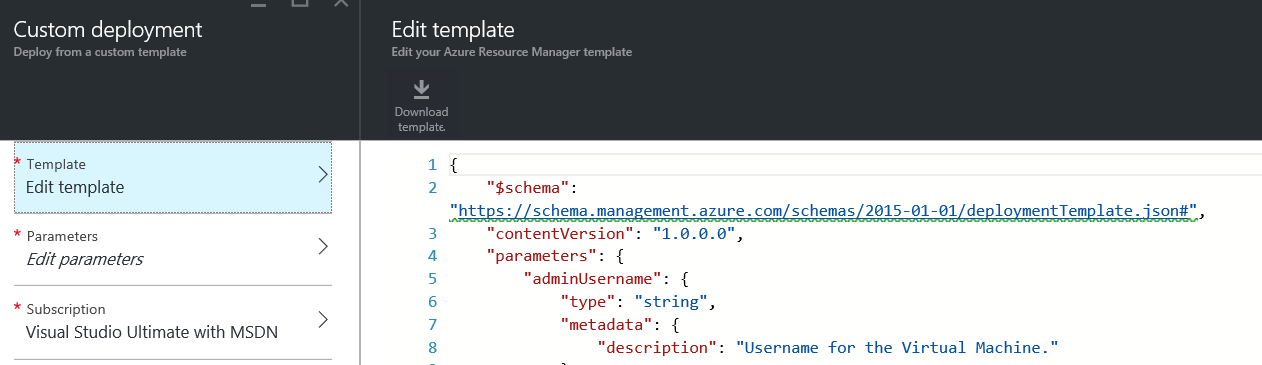 Custom deployment
Deploy from a custom template
* Template
Edit template
* Parameters
Edit parameters
* Subscription
Visual Studio Ultimate with MSDN
Edit template
Edit your Azure Resource Manager template
Download
template.
1 {
2 "$schema":
"https://schema.management.azure.com/schemas/2015-01-01/deploymentTemplate.json#",
3 "contentVersion": "1.0.0.0",
4 "parameters": {
5 "adminUsername": {
6 "type": "string",
7 "metadata": {
8 "description": "Username for the Virtual Machine."